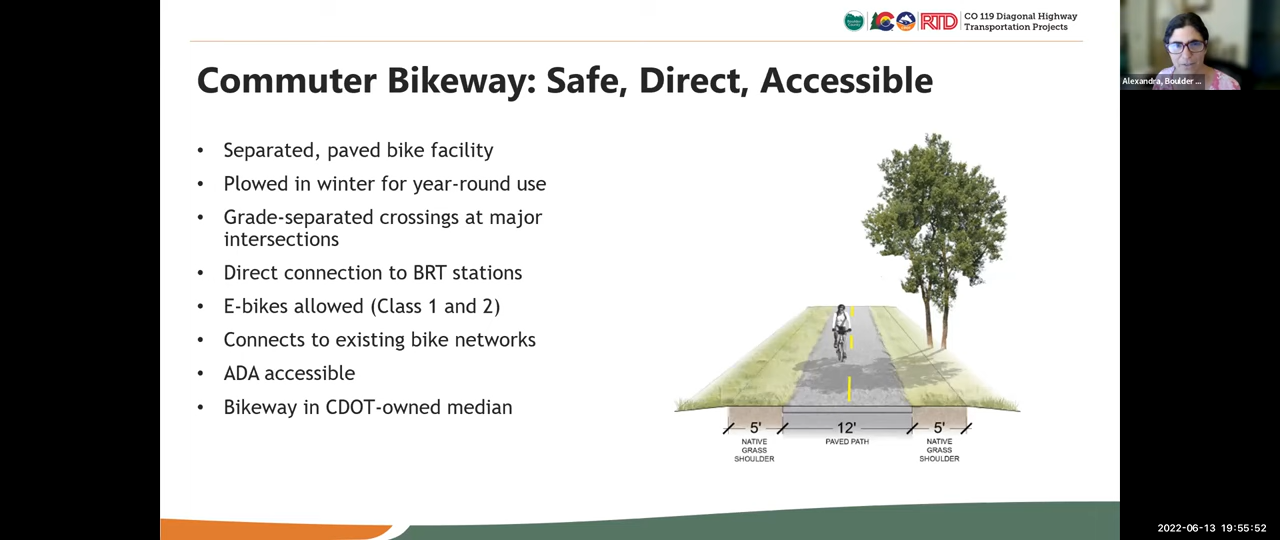 RTD
CO 119 Diagonal Highway
Transportation Projects
Commuter Bikeway: Safe, Direct, Accessible
• Separated, paved bike facility
• Plowed in winter for year-round use
• Grade-separated crossings at major
intersections
• Direct connection to BRT stations
• E-bikes allowed (Class 1 and 2)
• Connects to existing bike networks
• ADA accessible
• Bikeway in CDOT-owned median
5' 12' 5'
NATIVE
GRASS
SHOULDER
PAVED PATH
NATIVE
GRASS
SHOULDER
Alexandra, Boulder ...
2022-06-13 19:55:52